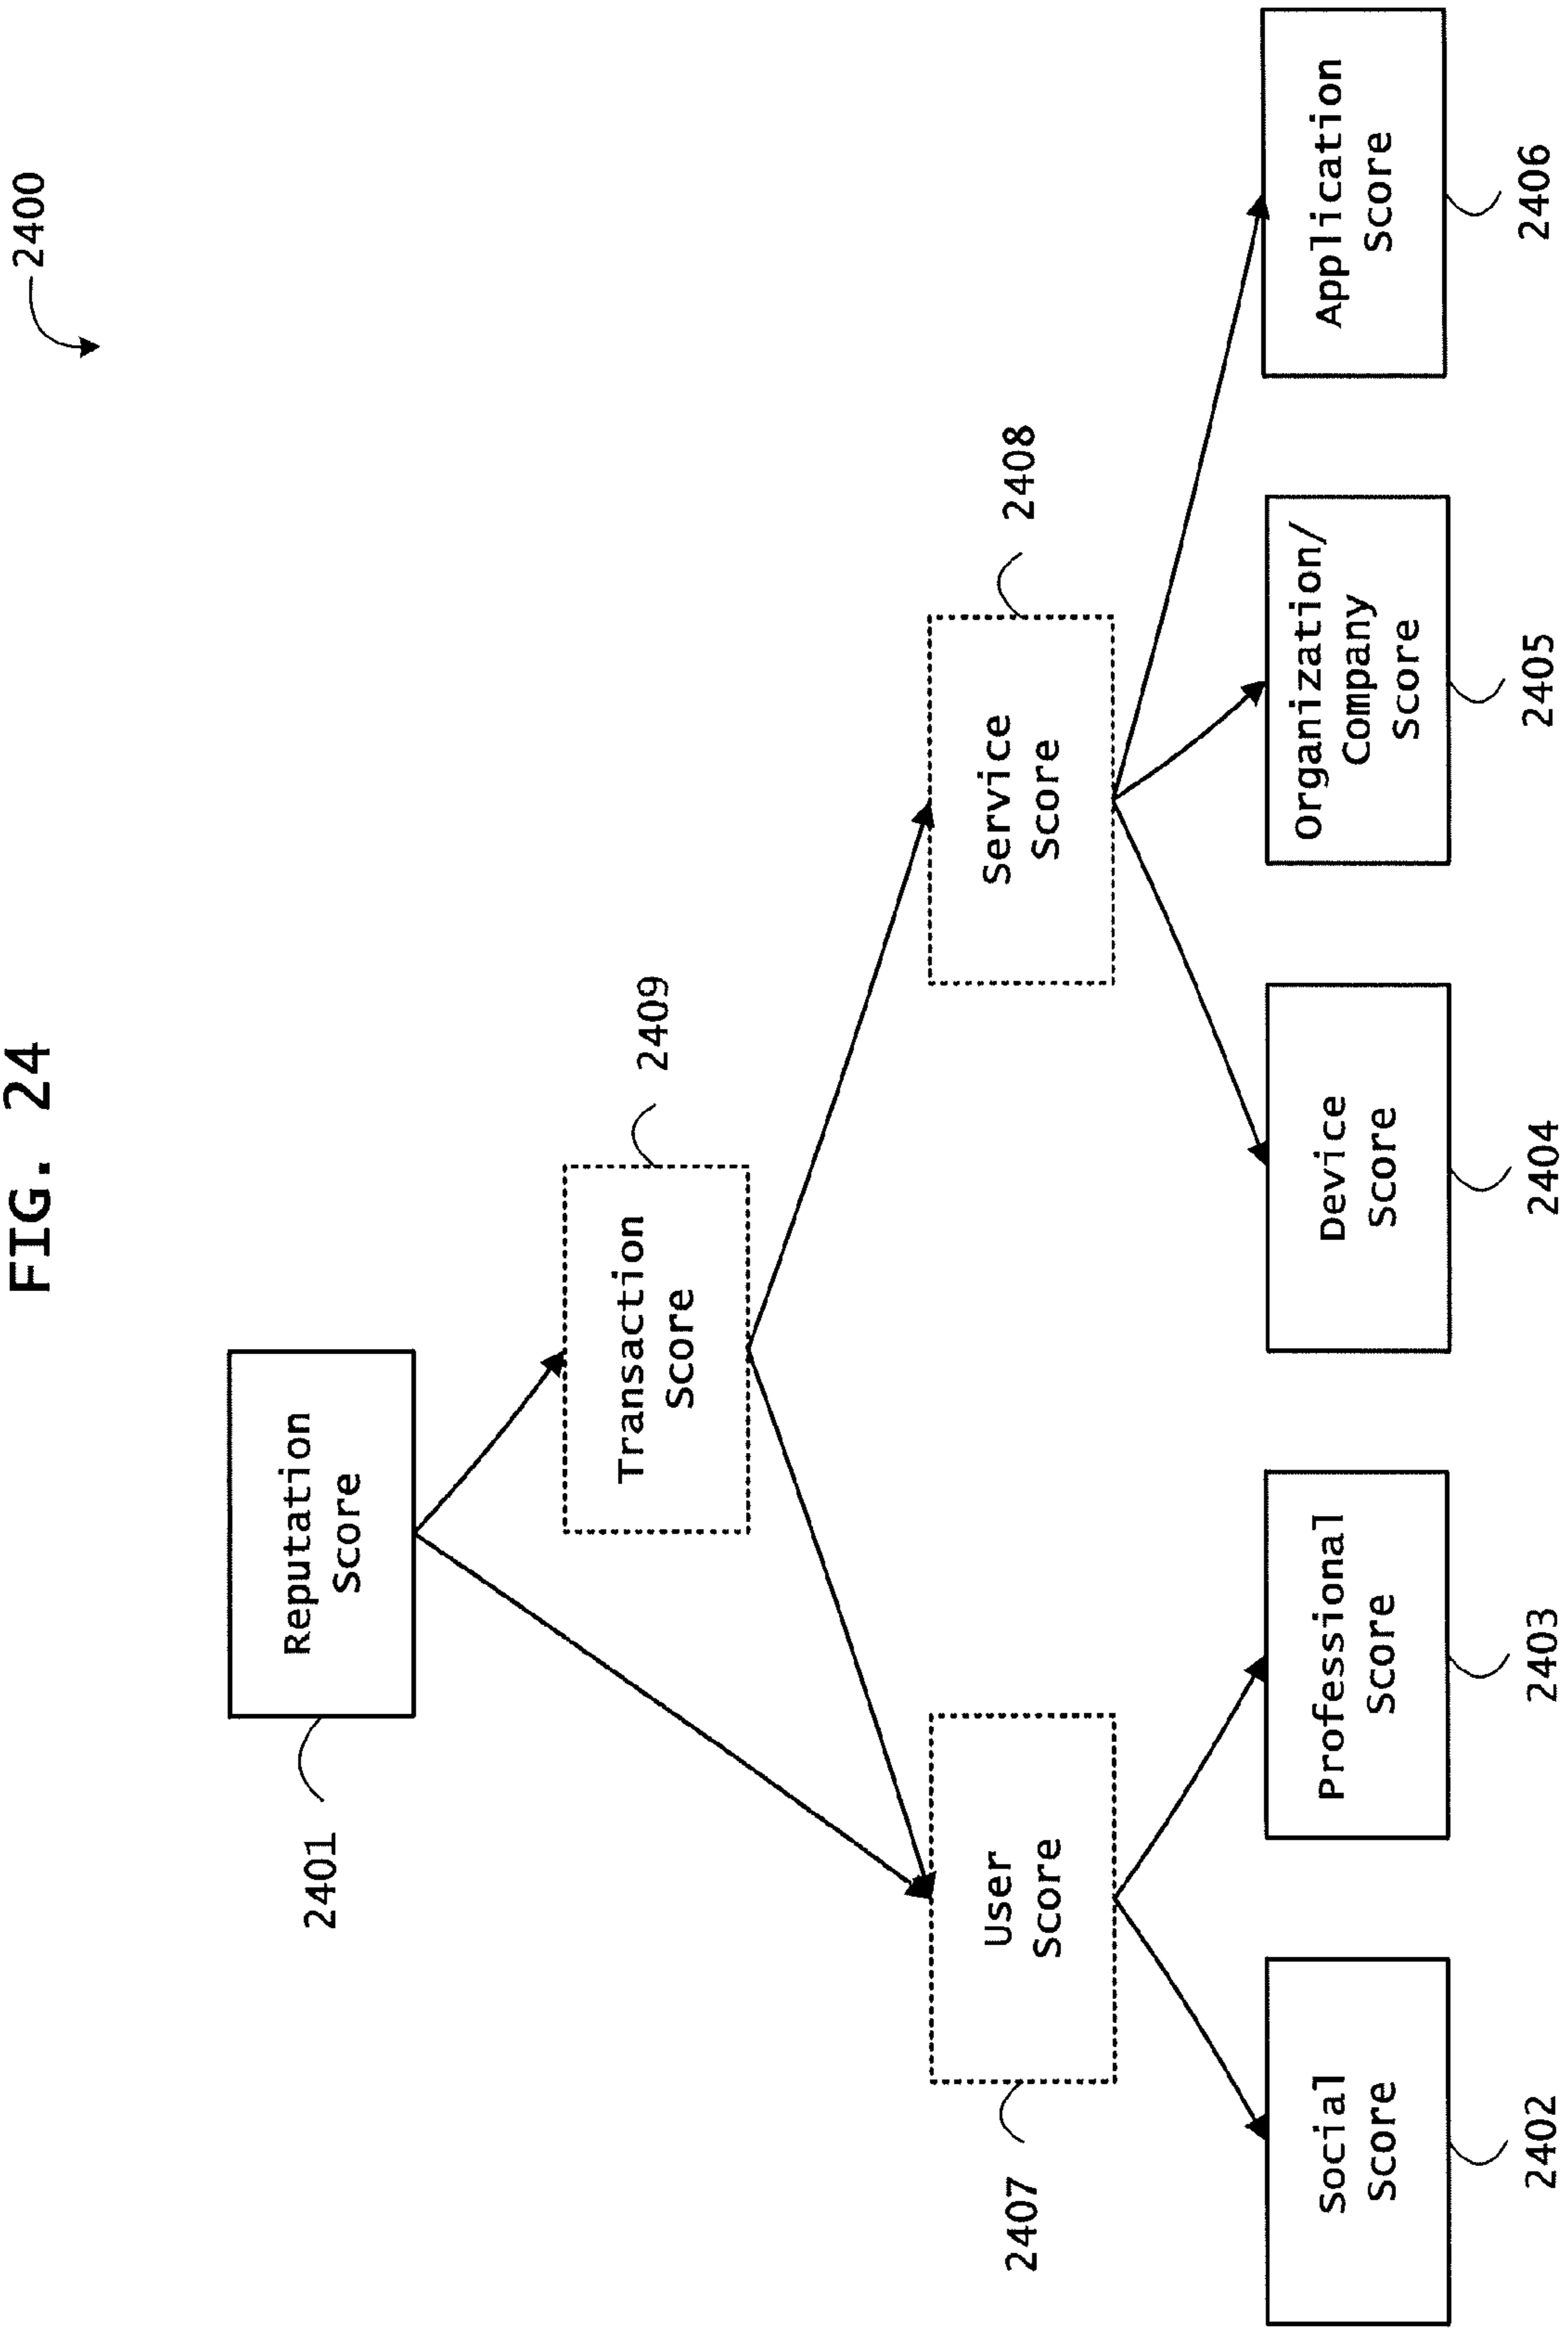 FIG. 24
2400
Reputation
Score
2401
Transaction
Score
2409
User
Score
2407
Service
Score
2408
Social
Score
2402
Professional
Score
2403
Device
Score
2404
Organization/
Company
Score
2405
Application
Score
2406